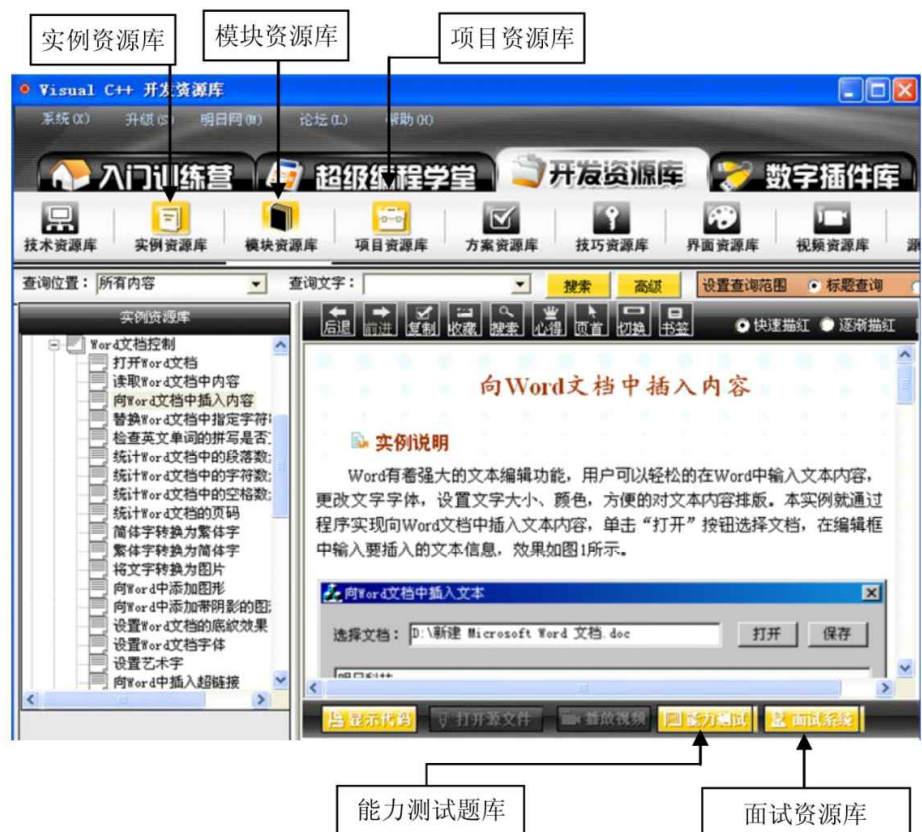 实例资源库 模块资源库 项目资源库
Visual C++ 开发资源库
系统(X) 升级(S) 明日网(W) 论坛(L) 帮助(H)
入门训练营 超级编程学堂 开发资源库 数字插件库
技术资源库 实例资源库 模块资源库 项目资源库 方案资源库 技巧资源库 界面资源库 视频资源库 源
查询位置： 所有内容 查询文字： 搜索 高级 设置查询范围 标题查询
实例资源库
后退 前进 复制 收藏 搜索 心得 页首 切换 书签 快速描红 逐渐描红
Word文档控制
打开Word文档
读取Word文档中内容
向Word文档中插入内容
替换Word文档中指定字符
检查英文单词的拼写是否
统计Word文档中的段落数
统计Word文档中的字符数
统计Word文档中的空格数
统计Word文档的页码
简体字转换为繁体字
繁体字转换为简体字
将文字转换为图片
向Word中添加图形
向Word中添加带阴影的图
设置Word文档的底纹效果
设置Word文档字体
设置艺术字
向Word中插入超链接
向Word文档中插入内容
实例说明
Word有着强大的文本编辑功能，用户可以轻松的在Word中输入文本内容，
更改文字字体，设置文字大小、颜色，方便的对文本内容排版。本实例就通过
程序实现向Word文档中插入文本内容，单击“打开”按钮选择文档，在编辑框
中输入要插入的文本信息，效果如图1所示。
向Word文档中插入文本
选择文档： D:\新建 Microsoft Word 文档.doc 打开 保存
显示代码 打开源文件 播放视频 能力测试 面试系统
能力测试题库 面试资源库